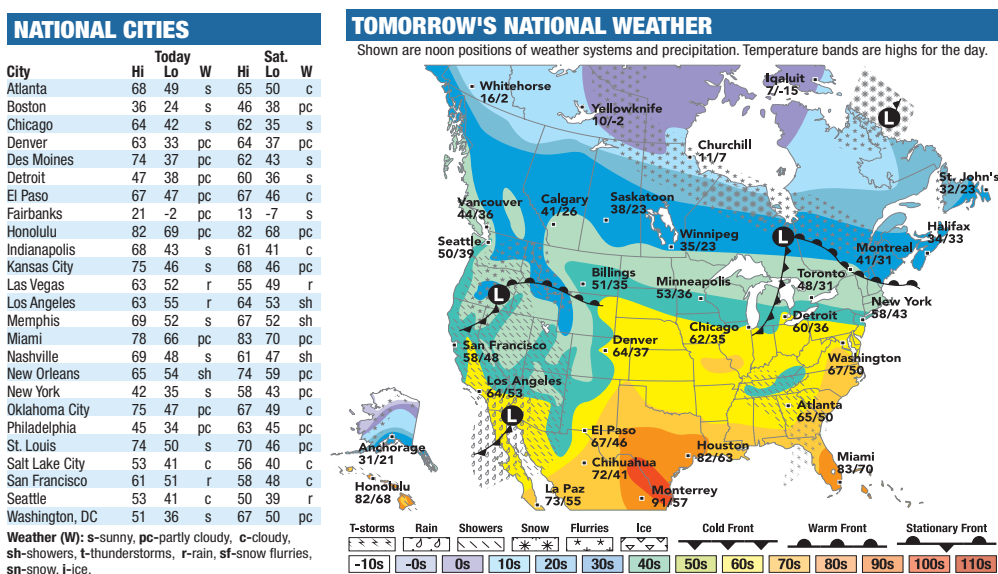 NATIONAL CITIES
Today Sat.
City Hi Lo W Hi Lo W
Atlanta 68 49 s 65 50 c
Boston 36 24 s 46 38 pc
Chicago 64 42 s 62 35 s
Denver 63 33 pc 64 37 pc
Des Moines 74 37 pc 62 43 s
Detroit 47 38 pc 60 36 s
El Paso 67 47 pc 67 46 c
Fairbanks 21 -2 pc 13 -7 s
Honolulu 82 69 pc 82 68 pc
Indianapolis 68 43 s 61 41 c
Kansas City 75 46 s 68 46 pc
Las Vegas 63 52 r 55 49 r
Los Angeles 63 55 r 64 53 sh
Memphis 69 52 s 67 52 sh
Miami 78 66 pc 83 70 pc
Nashville 69 48 s 61 47 sh
New Orleans 65 54 sh 74 59 pc
New York 42 35 s 58 43 pc
Oklahoma City 75 47 pc 67 49 c
Philadelphia 45 34 pc 63 45 pc
St. Louis 74 50 s 70 46 pc
Salt Lake City 53 41 c 56 40 c
San Francisco 61 51 r 58 48 c
Seattle 53 41 c 50 39 r
Washington, DC 51 36 s 67 50 pc
Weather (W): s-sunny, pc-partly cloudy, c-cloudy,
sh-showers, t-thunderstorms, r-rain, sf-snow flurries,
sn-snow, i-ice.
TOMORROW'S NATIONAL WEATHER
Shown are noon positions of weather systems and precipitation. Temperature bands are highs for the day.
Whitehorse
16/2
Yellowknife
10/-2
Iqaluit
7/-15
L
Churchill
11/7
St. John's
32/23
Vancouver
44/36
Calgary
41/26
Saskatoon
38/23
Halifax
34/33
Seattle
50/39
Winnipeg
35/23
L
Montreal
41/31
Billings
51/35
Minneapolis
53/36
Toronto
48/31
L
New York
58/43
Detroit
60/36
Chicago
62/35
San Francisco
58/48
Denver
64/37
Washington
67/50
Los Angeles
64/53
L
Atlanta
65/50
El Paso
67/46
Houston
82/63
Anchorage
31/21
Chihuahua
72/41
Miami
83/70
Honolulu
82/68
La Paz
73/55
Monterrey
91/57
T-storms Rain Showers Snow Flurries Ice Cold Front Warm Front Stationary Front
-10s -0s 0s 10s 20s 30s 40s 50s 60s 70s 80s 90s 100s 110s